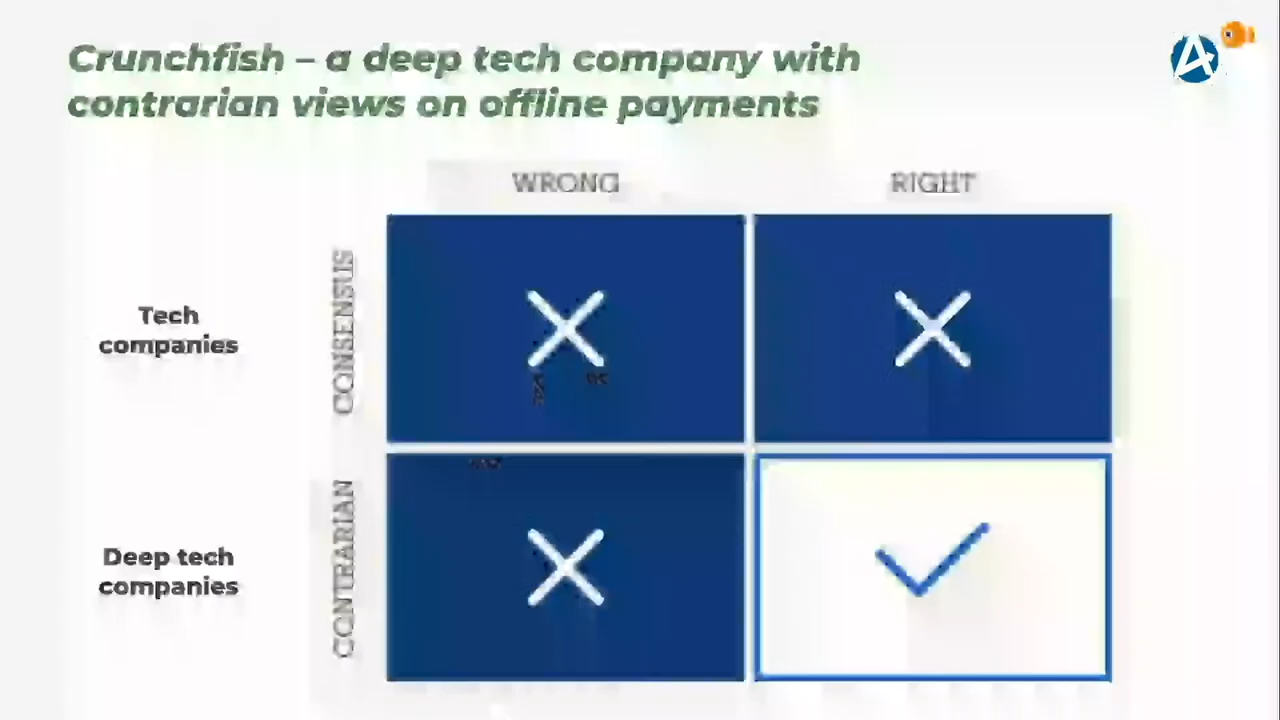 Crunchfish – a deep tech company with
contrarian views on offline payments
WRONG
RIGHT
CONSENSUS
Tech
companies
CONTRARIAN
Deep tech
companies